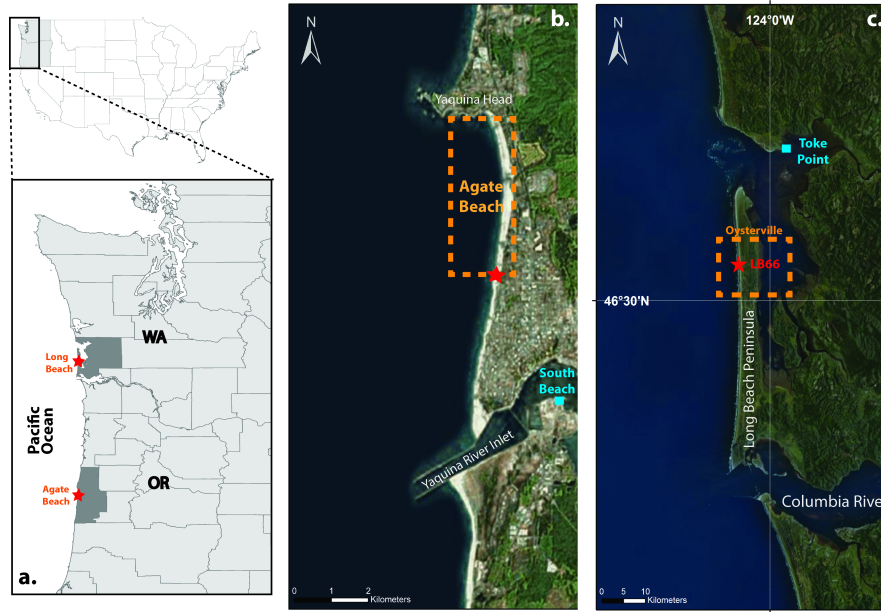 WA
Long
Beach
Pacific
Ocean
OR
Agate
Beach
a.
b.
N
Yaquina Head
Agate
Beach
South
Beach
Yaquina River Inlet
0 1 2
Kilometers
124°0'W
c.
N
Toke
Point
Oysterville
LB66
46°30'N
Long Beach Peninsula
Columbia Rive
0 5 10
Kilometers